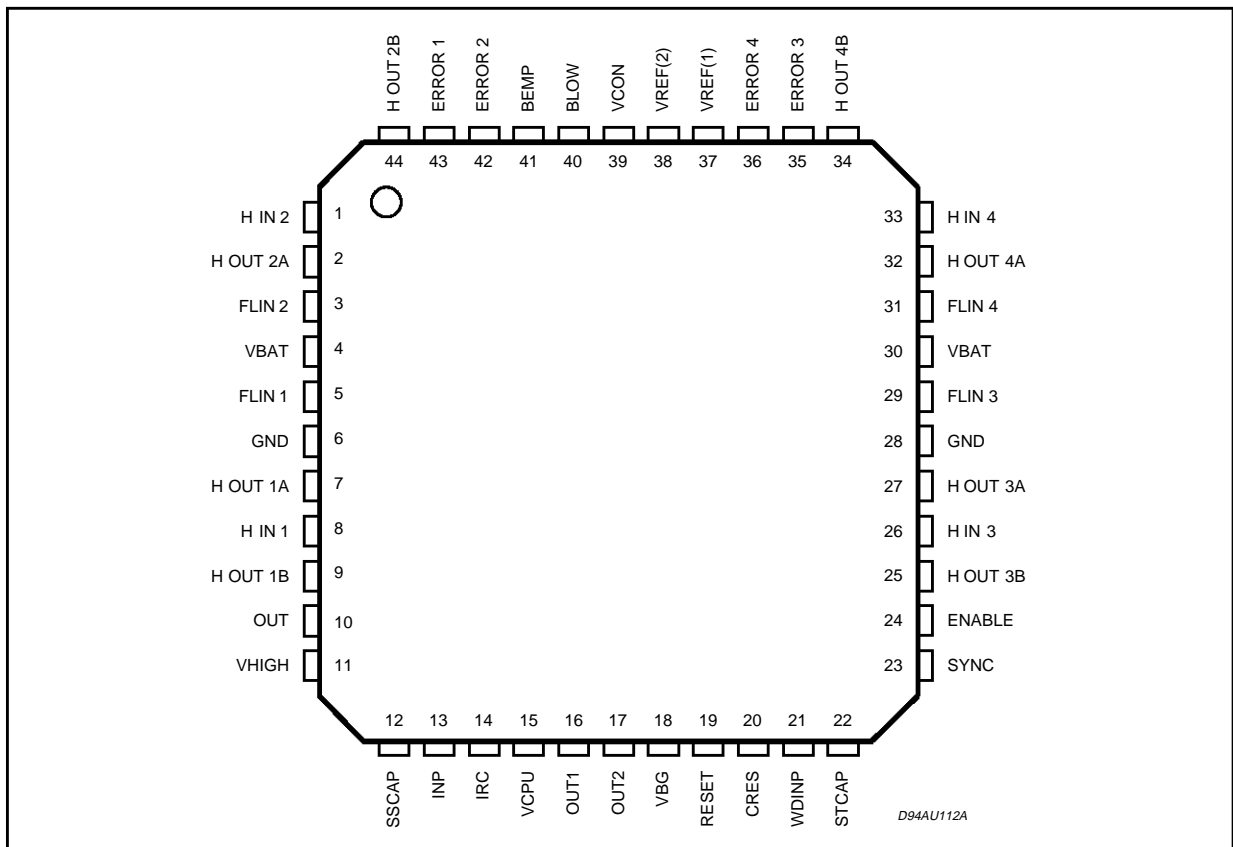 H OUT 2B
ERROR 1
ERROR 2
BEMP
BLOW
VCON
VREF(2)
VREF(1)
ERROR 4
ERROR 3
H OUT 4B
44 43 42 41 40 39 38 37 36 35 34
H IN 2 1 33 H IN 4
H OUT 2A 2 32 H OUT 4A
FLIN 2 3 31 FLIN 4
VBAT 4 30 VBAT
FLIN 1 5 29 FLIN 3
GND 6 28 GND
H OUT 1A 7 27 H OUT 3A
H IN 1 8 26 H IN 3
H OUT 1B 9 25 H OUT 3B
OUT 10 24 ENABLE
VHIGH 11 23 SYNC
12 13 14 15 16 17 18 19 20 21 22
SSCAP
INP
IRC
VCPU
OUT1
OUT2
VBG
RESET
CRES
WDINP
STCAP
D94AU112A